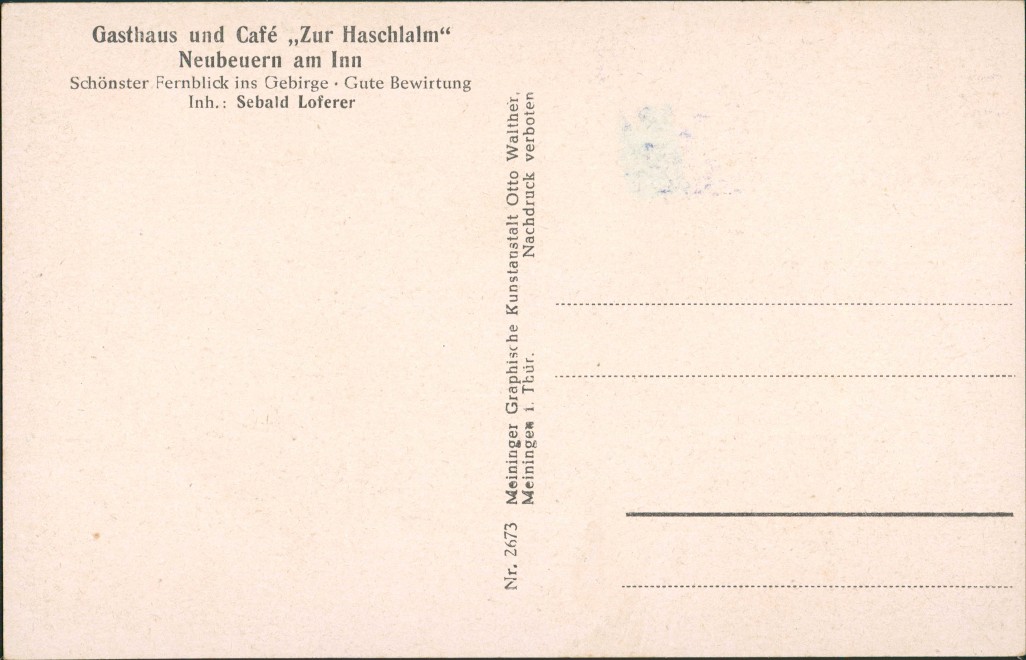 Gasthaus und Café „Zur Haschlalm“
Neubeuern am Inn
Schönster Fernblick ins Gebirge · Gute Bewirtung
Inh.: Sebald Loferer
Nr. 2673 Meininger Graphische Kunstanstalt Otto Walther,
Meiningen i. Thür. Nachdruck verboten